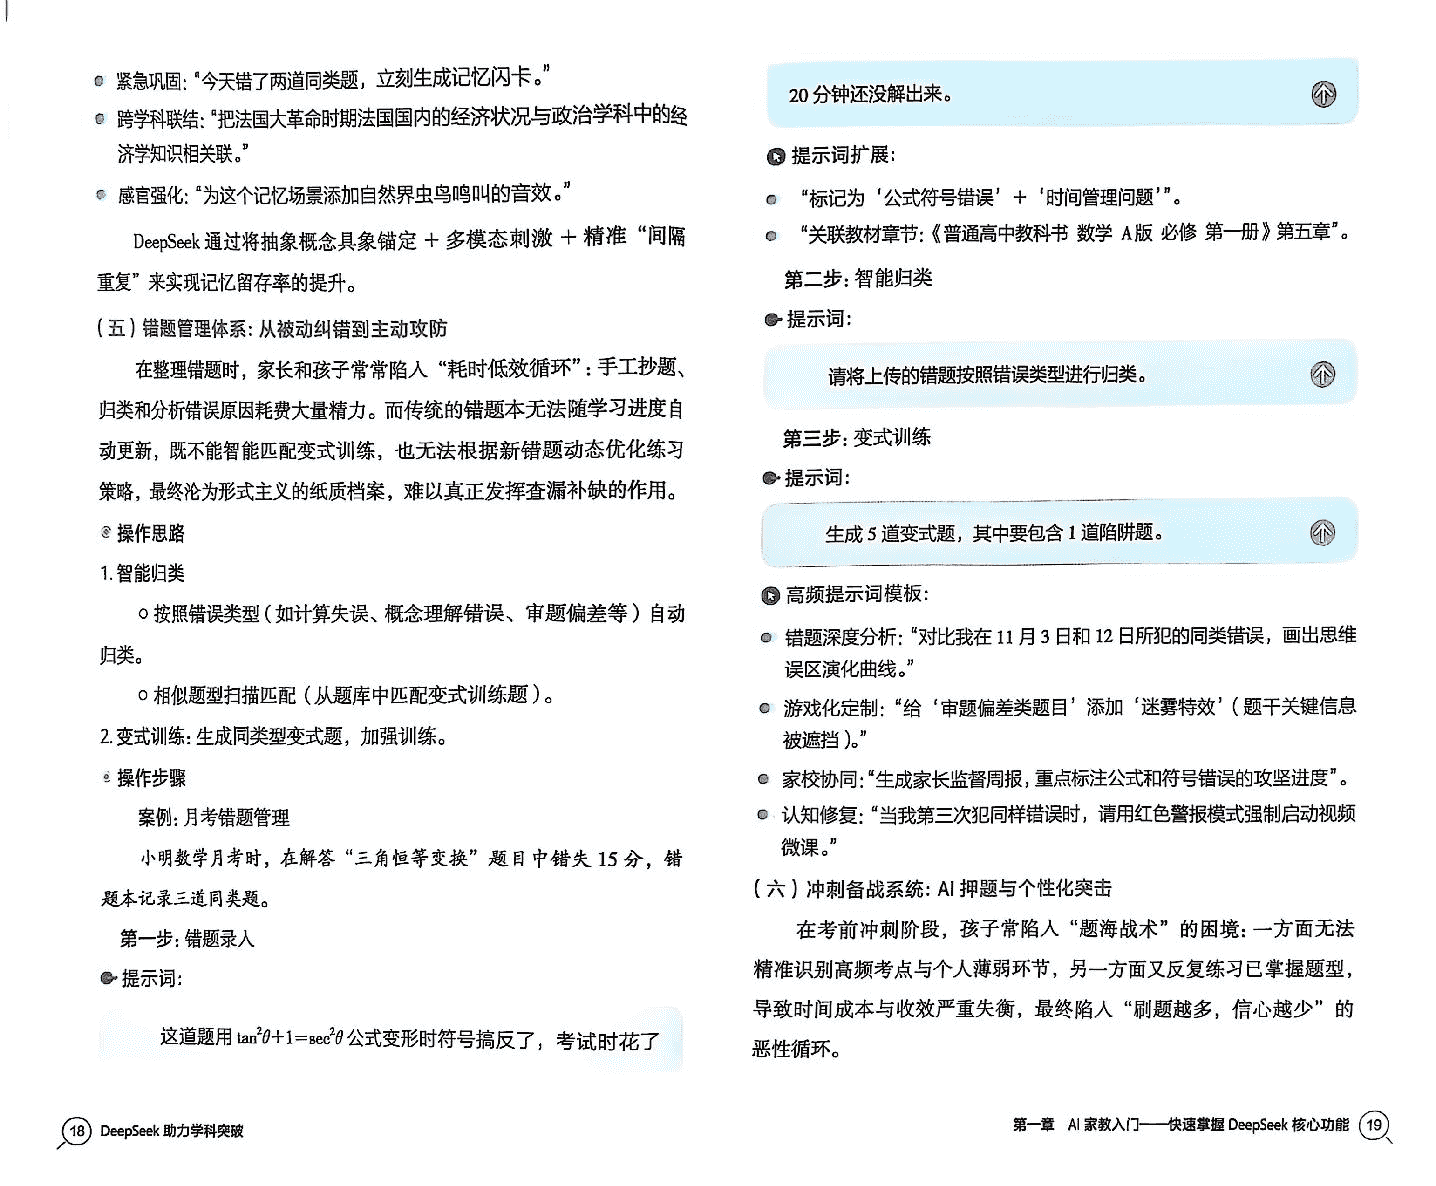 紧急巩固：“今天错了两道同类题，立刻生成记忆闪卡。”
跨学科联结：“把法国大革命时期法国国内的经济状况与政治学科中的经
济学知识相关联。”
感官强化：“为这个记忆场景添加自然界虫鸟鸣叫的音效。”
DeepSeek 通过将抽象概念具象锚定 + 多模态刺激 + 精准“间隔
重复”来实现记忆留存率的提升。
（五）错题管理体系：从被动纠错到主动攻防
在整理错题时，家长和孩子常常陷入“耗时低效循环”：手工抄题、
归类和分析错误原因耗费大量精力。而传统的错题本无法随学习进度自
动更新，既不能智能匹配变式训练，也无法根据新错题动态优化练习
策略，最终沦为形式主义的纸质档案，难以真正发挥查漏补缺的作用。
操作思路
1. 智能归类
○ 按照错误类型（如计算失误、概念理解错误、审题偏差等）自动
归类。
○ 相似题型扫描匹配（从题库中匹配变式训练题）。
2. 变式训练：生成同类型变式题，加强训练。
操作步骤
案例：月考错题管理
小明数学月考时，在解答“三角恒等变换”题目中错失 15 分，错
题本记录三道同类题。
第一步：错题录入
提示词：
这道题用 tan²θ+1=sec²θ 公式变形时符号搞反了，考试时花了
18 DeepSeek 助力学科突破
20 分钟还没解出来。
提示词扩展：
“标记为‘公式符号错误’+‘时间管理问题’”。
“关联教材章节：《普通高中教科书 数学 A版 必修 第一册》第五章”。
第二步：智能归类
提示词：
请将上传的错题按照错误类型进行归类。
第三步：变式训练
提示词：
生成 5 道变式题，其中要包含 1 道陷阱题。
高频提示词模板：
错题深度分析：“对比我在 11 月 3 日和 12 日所犯的同类错误，画出思维
误区演化曲线。”
游戏化定制：“给‘审题偏差类题目’添加‘迷雾特效’（题干关键信息
被遮挡）。”
家校协同：“生成家长监督周报，重点标注公式和符号错误的攻坚进度”。
认知修复：“当我第三次犯同样错误时，请用红色警报模式强制启动视频
微课。”
（六）冲刺备战系统：AI 押题与个性化突击
在考前冲刺阶段，孩子常陷入“题海战术”的困境：一方面无法
精准识别高频考点与个人薄弱环节，另一方面又反复练习已掌握题型，
导致时间成本与收效严重失衡，最终陷入“刷题越多，信心越少”的
恶性循环。
第一章 AI 家教入门——快速掌握 DeepSeek 核心功能 19